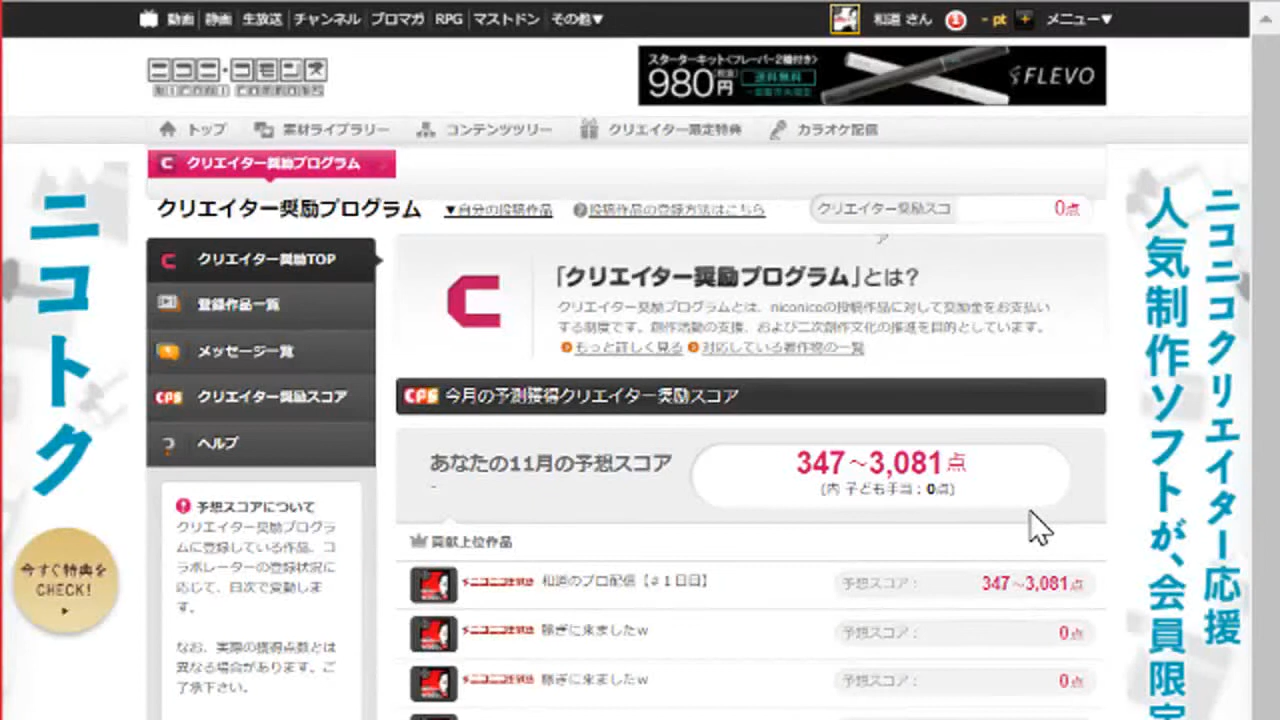 動画 静画 生放送 チャンネル ブロマガ RPG マストドン その他▼
和道 さん - pt + メニュー▼
ニコニ・コモンズ
NICONI COMMONS
スターターキット<フレーバー2種付き>
980円 (税抜) 送料無料
FLEVO
トップ 素材ライブラリー コンテンツツリー クリエイター限定特典 カラオケ配信
クリエイター奨励プログラム
クリエイター奨励プログラム ▼自分の投稿作品 投稿作品の登録方法はこちら クリエイター奨励スコア 0点
クリエイター奨励TOP
登録作品一覧
メッセージ一覧
CPS クリエイター奨励スコア
ヘルプ
「クリエイター奨励プログラム」とは?
クリエイター奨励プログラムとは、niconicoの投稿作品に対して奨励金をお支払い
する制度です。創作活動の支援、および二次創作文化の推進を目的としています。
もっと詳しく見る 対応している著作物の一覧
CPS 今月の予測獲得クリエイター奨励スコア
あなたの11月の予想スコア 347~3,081点
-
(内 子ども手当:0点)
貢献上位作品
和道のプロ配信【#1日目】 予想スコア: 347~3,081点
稼ぎに来ましたw 予想スコア: 0点
稼ぎに来ましたw 予想スコア: 0点
予想スコアについて
クリエイター奨励プログラ
ムに登録している作品、コ
ラボレーターの登録状況に
応じて、日次で変動しま
す。
なお、実際の獲得点数とは
異なる場合があります。ご
了承下さい。
ニコトク
今すぐ特典を
CHECK!
ニコニコクリエイター応援
人気制作ソフトが、会員限定